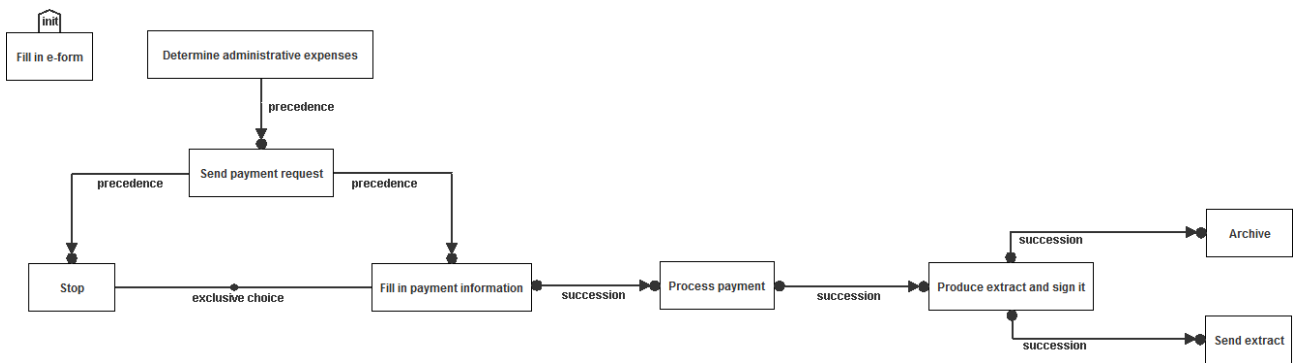 init
Fill in e-form
Determine administrative expenses
precedence
Send payment request
precedence
precedence
Stop
exclusive choice
Fill in payment information
succession
Process payment
succession
Produce extract and sign it
succession
Archive
succession
Send extract